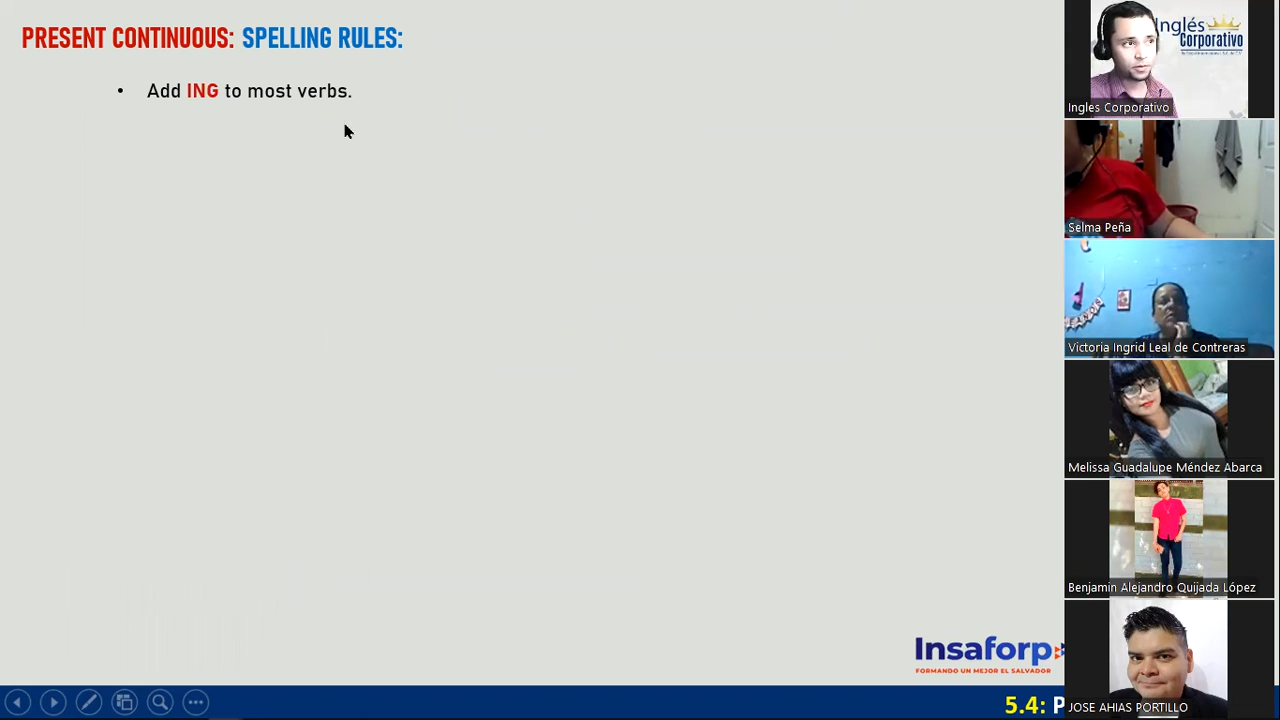 PRESENT CONTINUOUS: SPELLING RULES:
• Add ING to most verbs.
Insaforp
FORMANDO UN MEJOR EL SALVADOR
5.4: P
Inglés
Corporativo
Ingles Corporativo
Selma Peña
Victoria Ingrid Leal de Contreras
Melissa Guadalupe Méndez Abarca
Benjamin Alejandro Quijada López
JOSE AHIAS PORTILLO